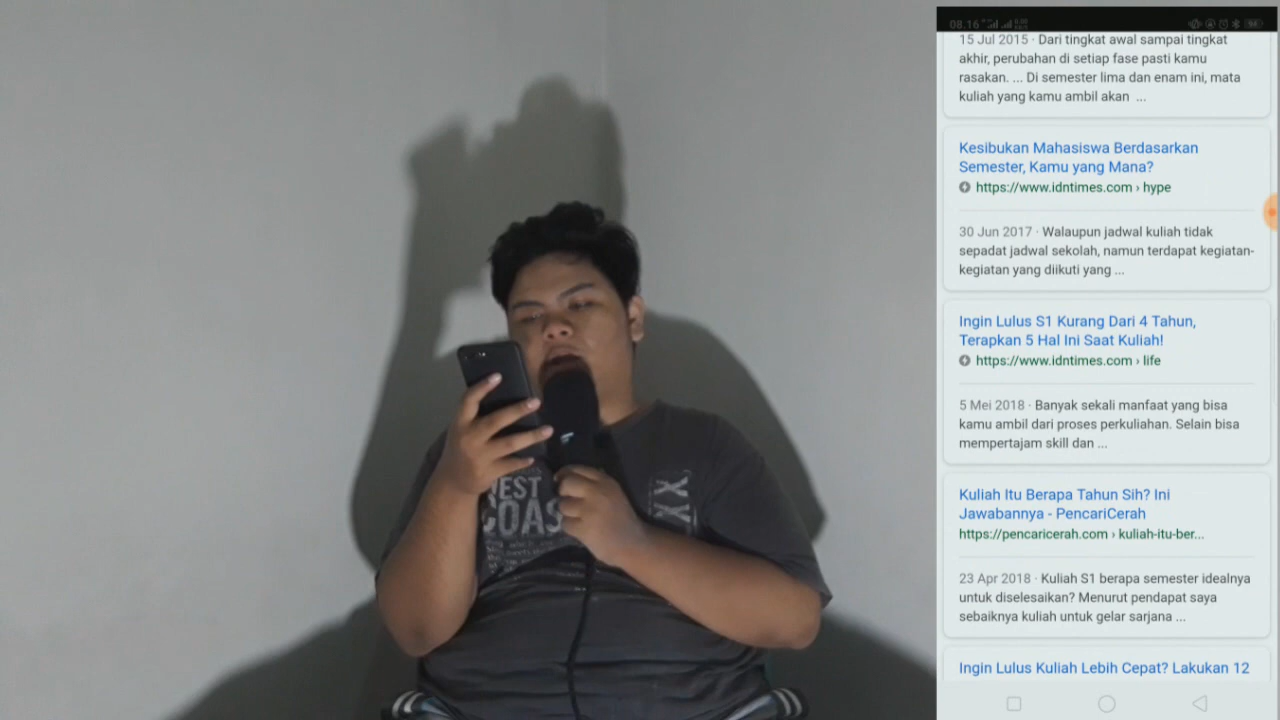 08.16
15 Jul 2015 · Dari tingkat awal sampai tingkat
akhir, perubahan di setiap fase pasti kamu
rasakan. ... Di semester lima dan enam ini, mata
kuliah yang kamu ambil akan ...
Kesibukan Mahasiswa Berdasarkan
Semester, Kamu yang Mana?
https://www.idntimes.com › hype
30 Jun 2017 · Walaupun jadwal kuliah tidak
sepadat jadwal sekolah, namun terdapat kegiatan-
kegiatan yang diikuti yang ...
Ingin Lulus S1 Kurang Dari 4 Tahun,
Terapkan 5 Hal Ini Saat Kuliah!
https://www.idntimes.com › life
5 Mei 2018 · Banyak sekali manfaat yang bisa
kamu ambil dari proses perkuliahan. Selain bisa
mempertajam skill dan ...
Kuliah Itu Berapa Tahun Sih? Ini
Jawabannya - PencariCerah
https://pencaricerah.com › kuliah-itu-ber...
23 Apr 2018 · Kuliah S1 berapa semester idealnya
untuk diselesaikan? Menurut pendapat saya
sebaiknya kuliah untuk gelar sarjana ...
Ingin Lulus Kuliah Lebih Cepat? Lakukan 12
WEST
COAS